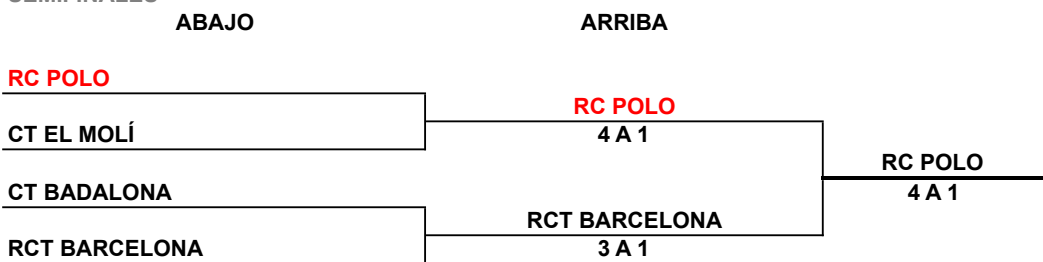 ABAJO ARRIBA
RC POLO
RC POLO
CT EL MOLÍ 4 A 1
RC POLO
CT BADALONA 4 A 1
RCT BARCELONA
RCT BARCELONA 3 A 1